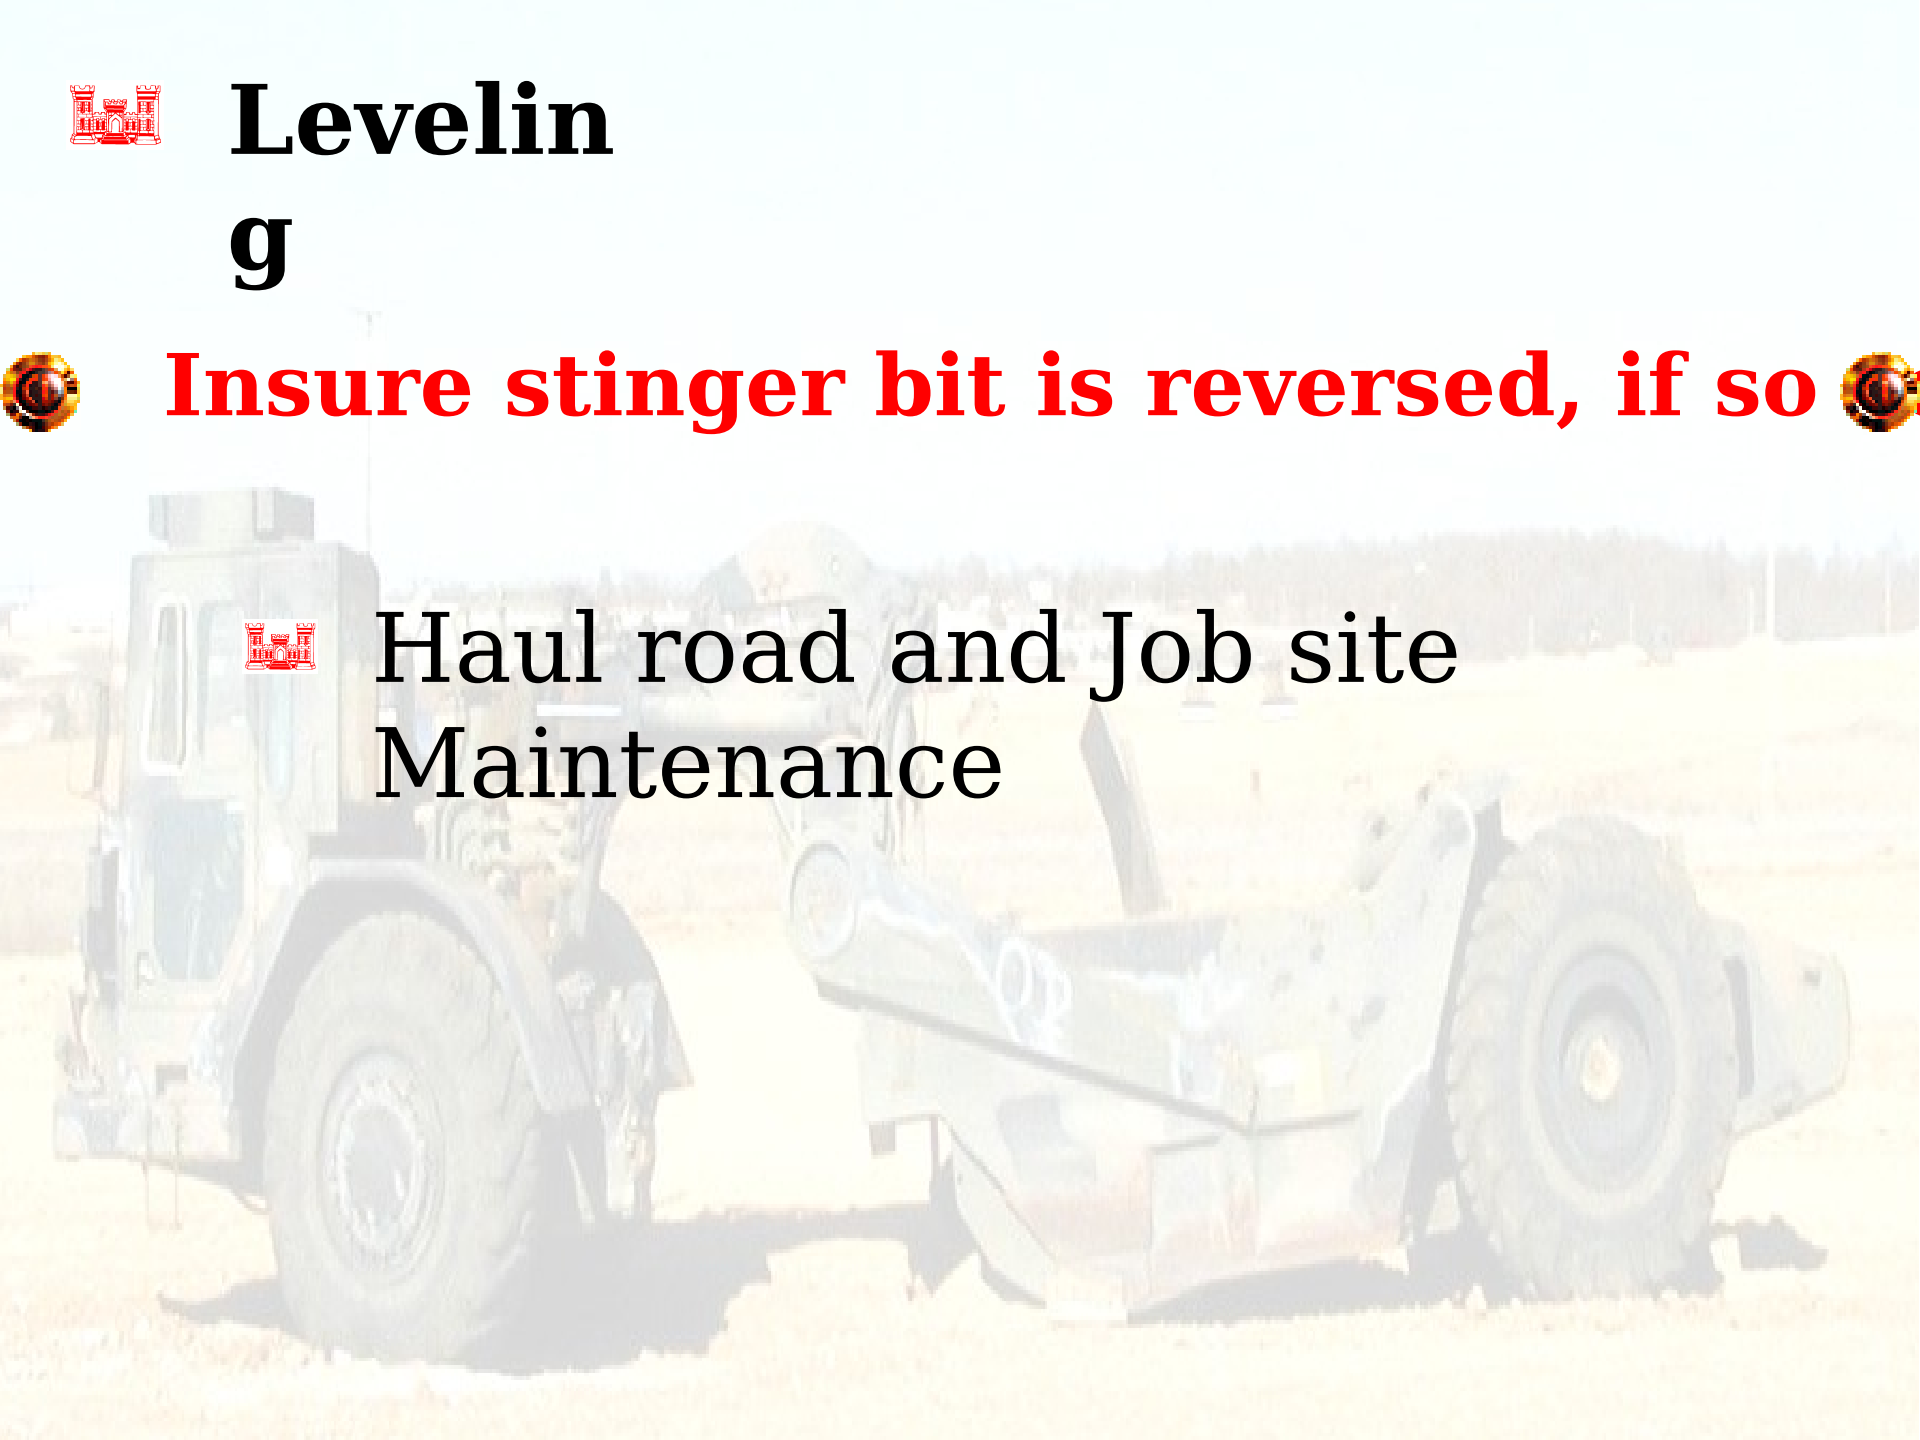 Levelin
g
Insure stinger bit is reversed, if so
Haul road and Job site
Maintenance